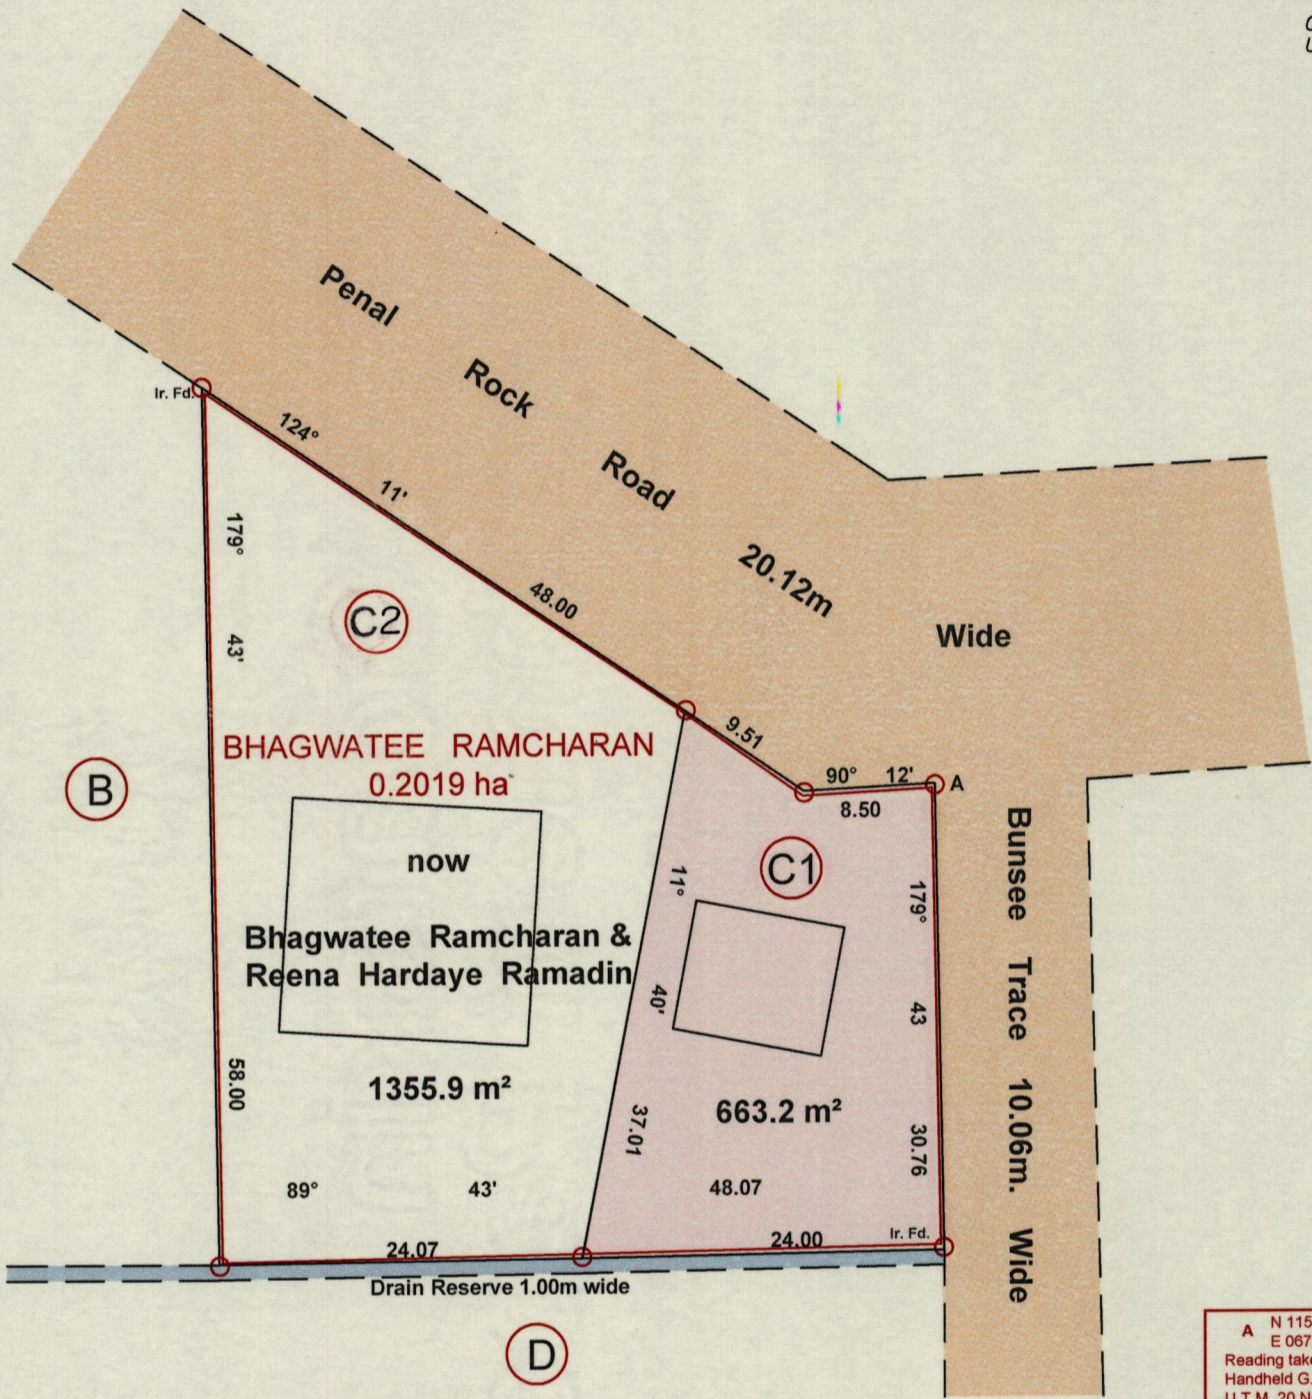 Penal Rock Road 20.12m Wide
Ir. Fd.
124° 11' 48.00
179° 43' 58.00
C2
BHAGWATEE RAMCHARAN
0.2019 ha
now
Bhagwatee Ramcharan &
Reena Hardaye Ramadin
1355.9 m²
B
9.51
90° 12'
8.50
A
C1
11° 40' 37.01
179° 43 30.76
663.2 m²
Bunsee Trace 10.06m. Wide
89° 43' 48.07
24.07
24.00
Ir. Fd.
Drain Reserve 1.00m wide
D
A N 115
E 067
Reading
Handheld
U.T.M. 20 N